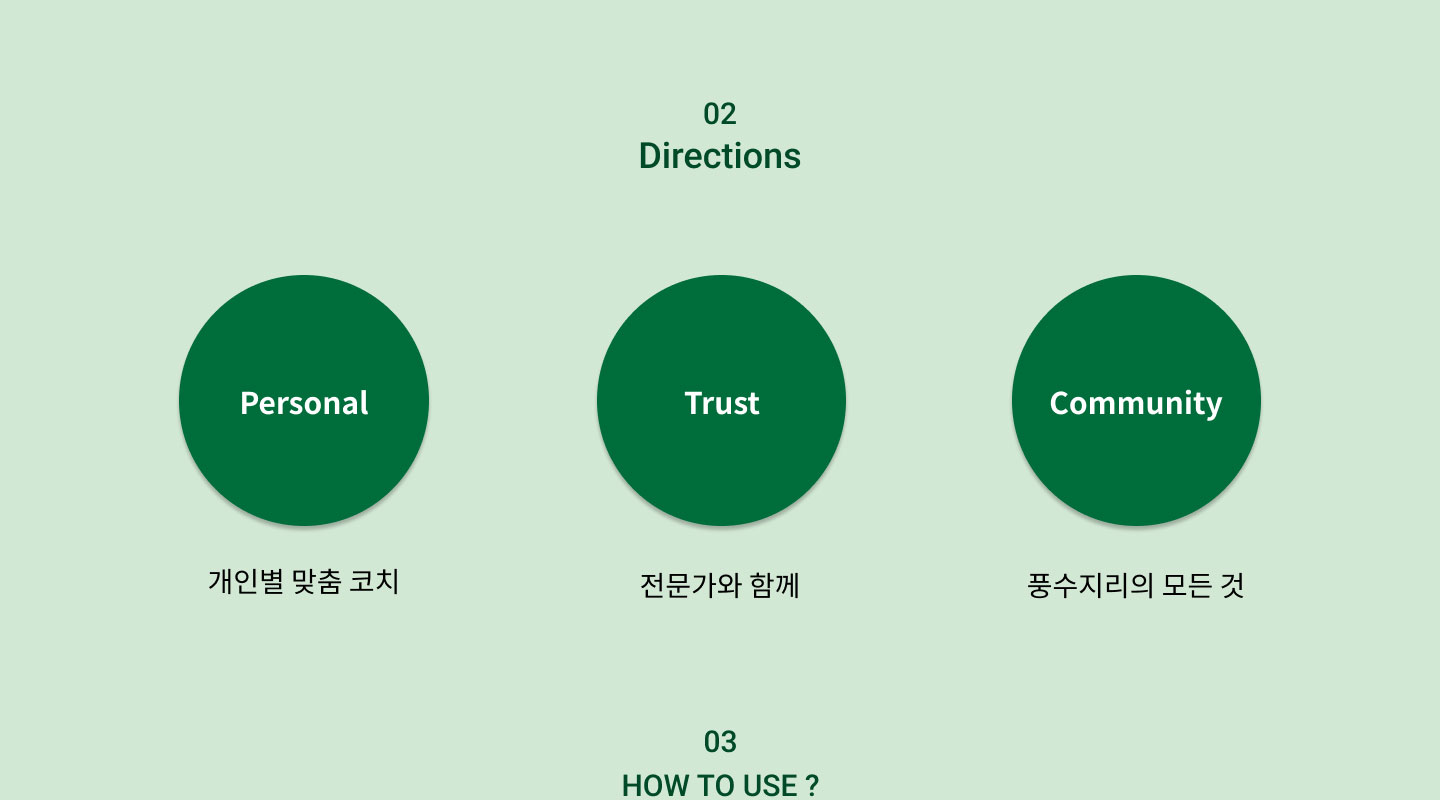 02
Directions
Personal
Trust
Community
개인별 맞춤 코치
전문가와 함께
풍수지리의 모든 것
03
HOW TO USE ?